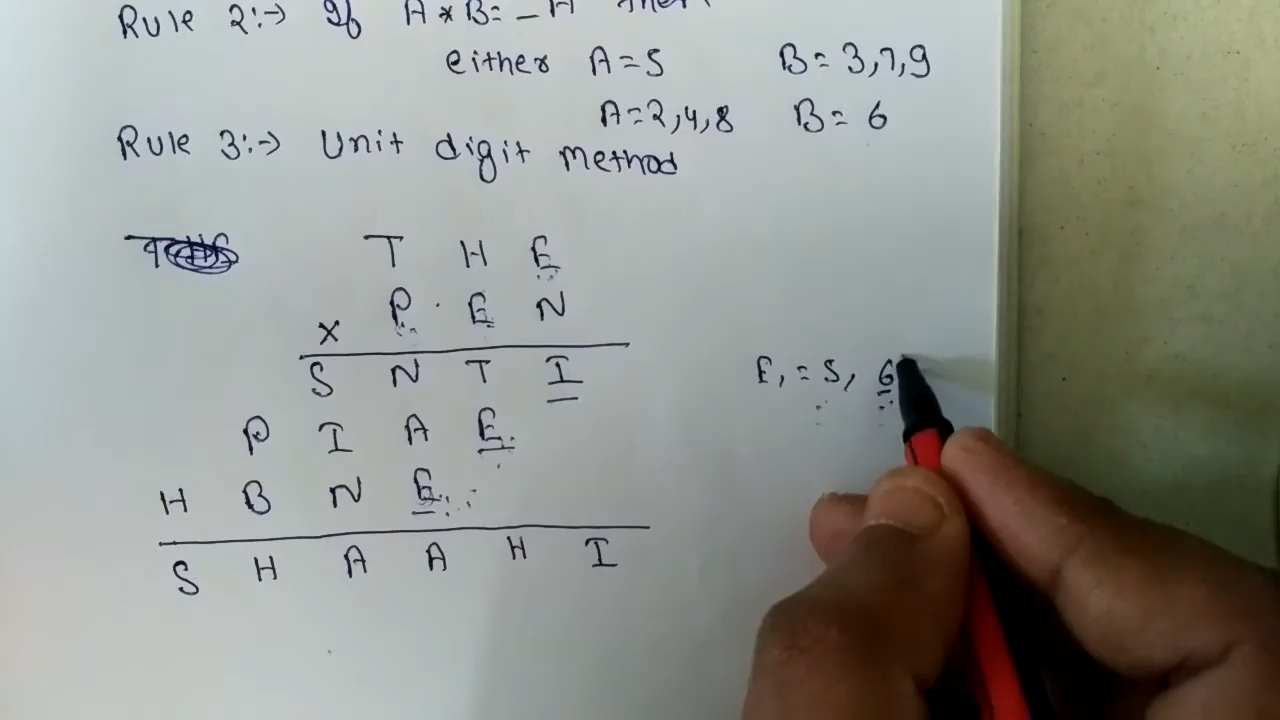 Rule 2:-> If A * B = _ A then
either A = 5 B = 3,7,9
A = 2,4,8 B = 6
Rule 3:-> Unit digit method
T H E
x P . E N
S N T I
E, = 5, 6
P I A E
H B N E
S H A A H I